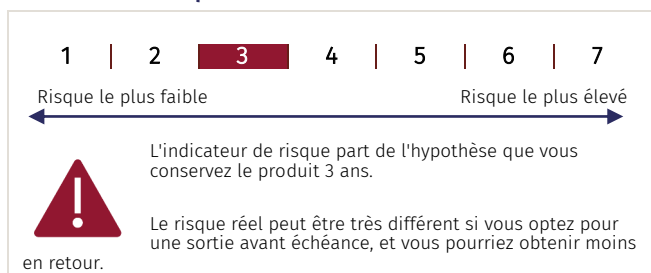 1 | 2 | 3 | 4 | 5 | 6 | 7
Risque le plus faible Risque le plus élevé
L'indicateur de risque part de l'hypothèse que vous
conservez le produit 3 ans.
Le risque réel peut être très différent si vous optez pour
une sortie avant échéance, et vous pourriez obtenir moins
en retour.